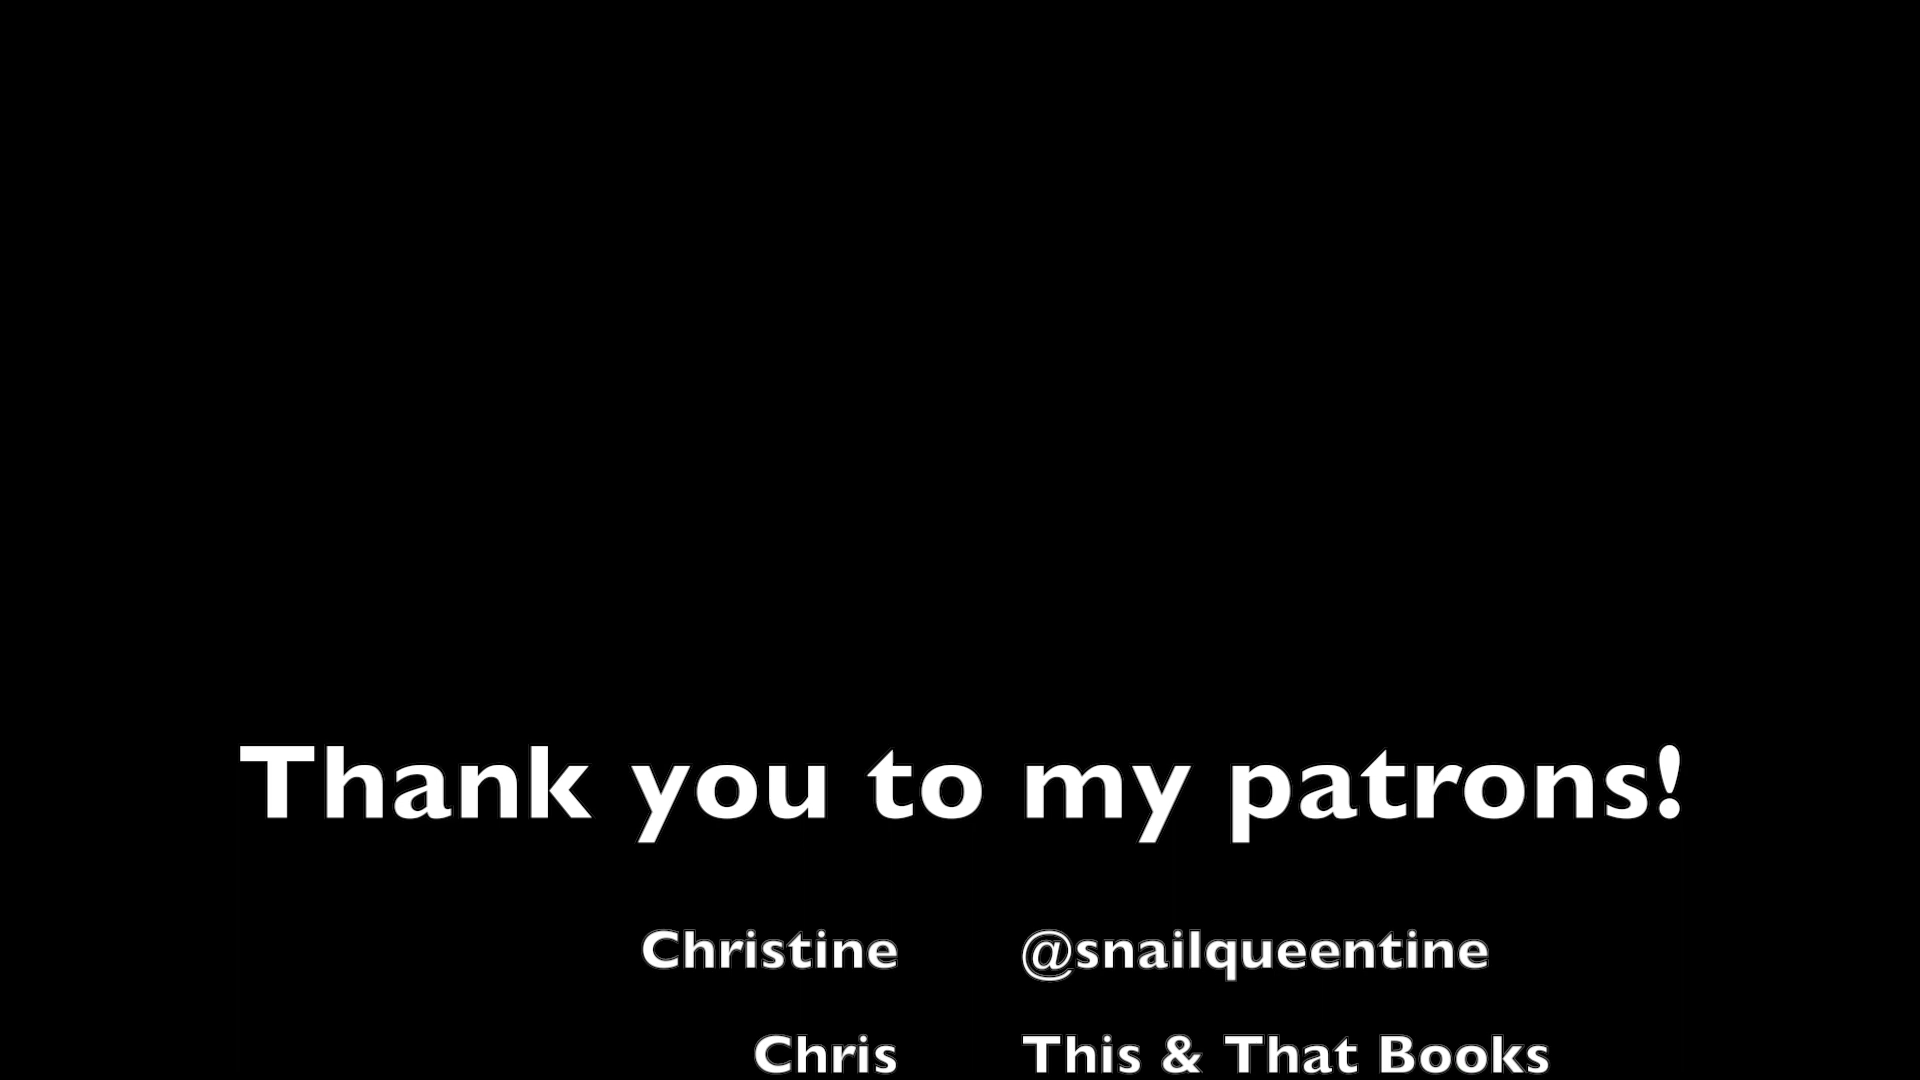 Thank you to my patrons!
Christine @snailqueentine
Chris This & That Books